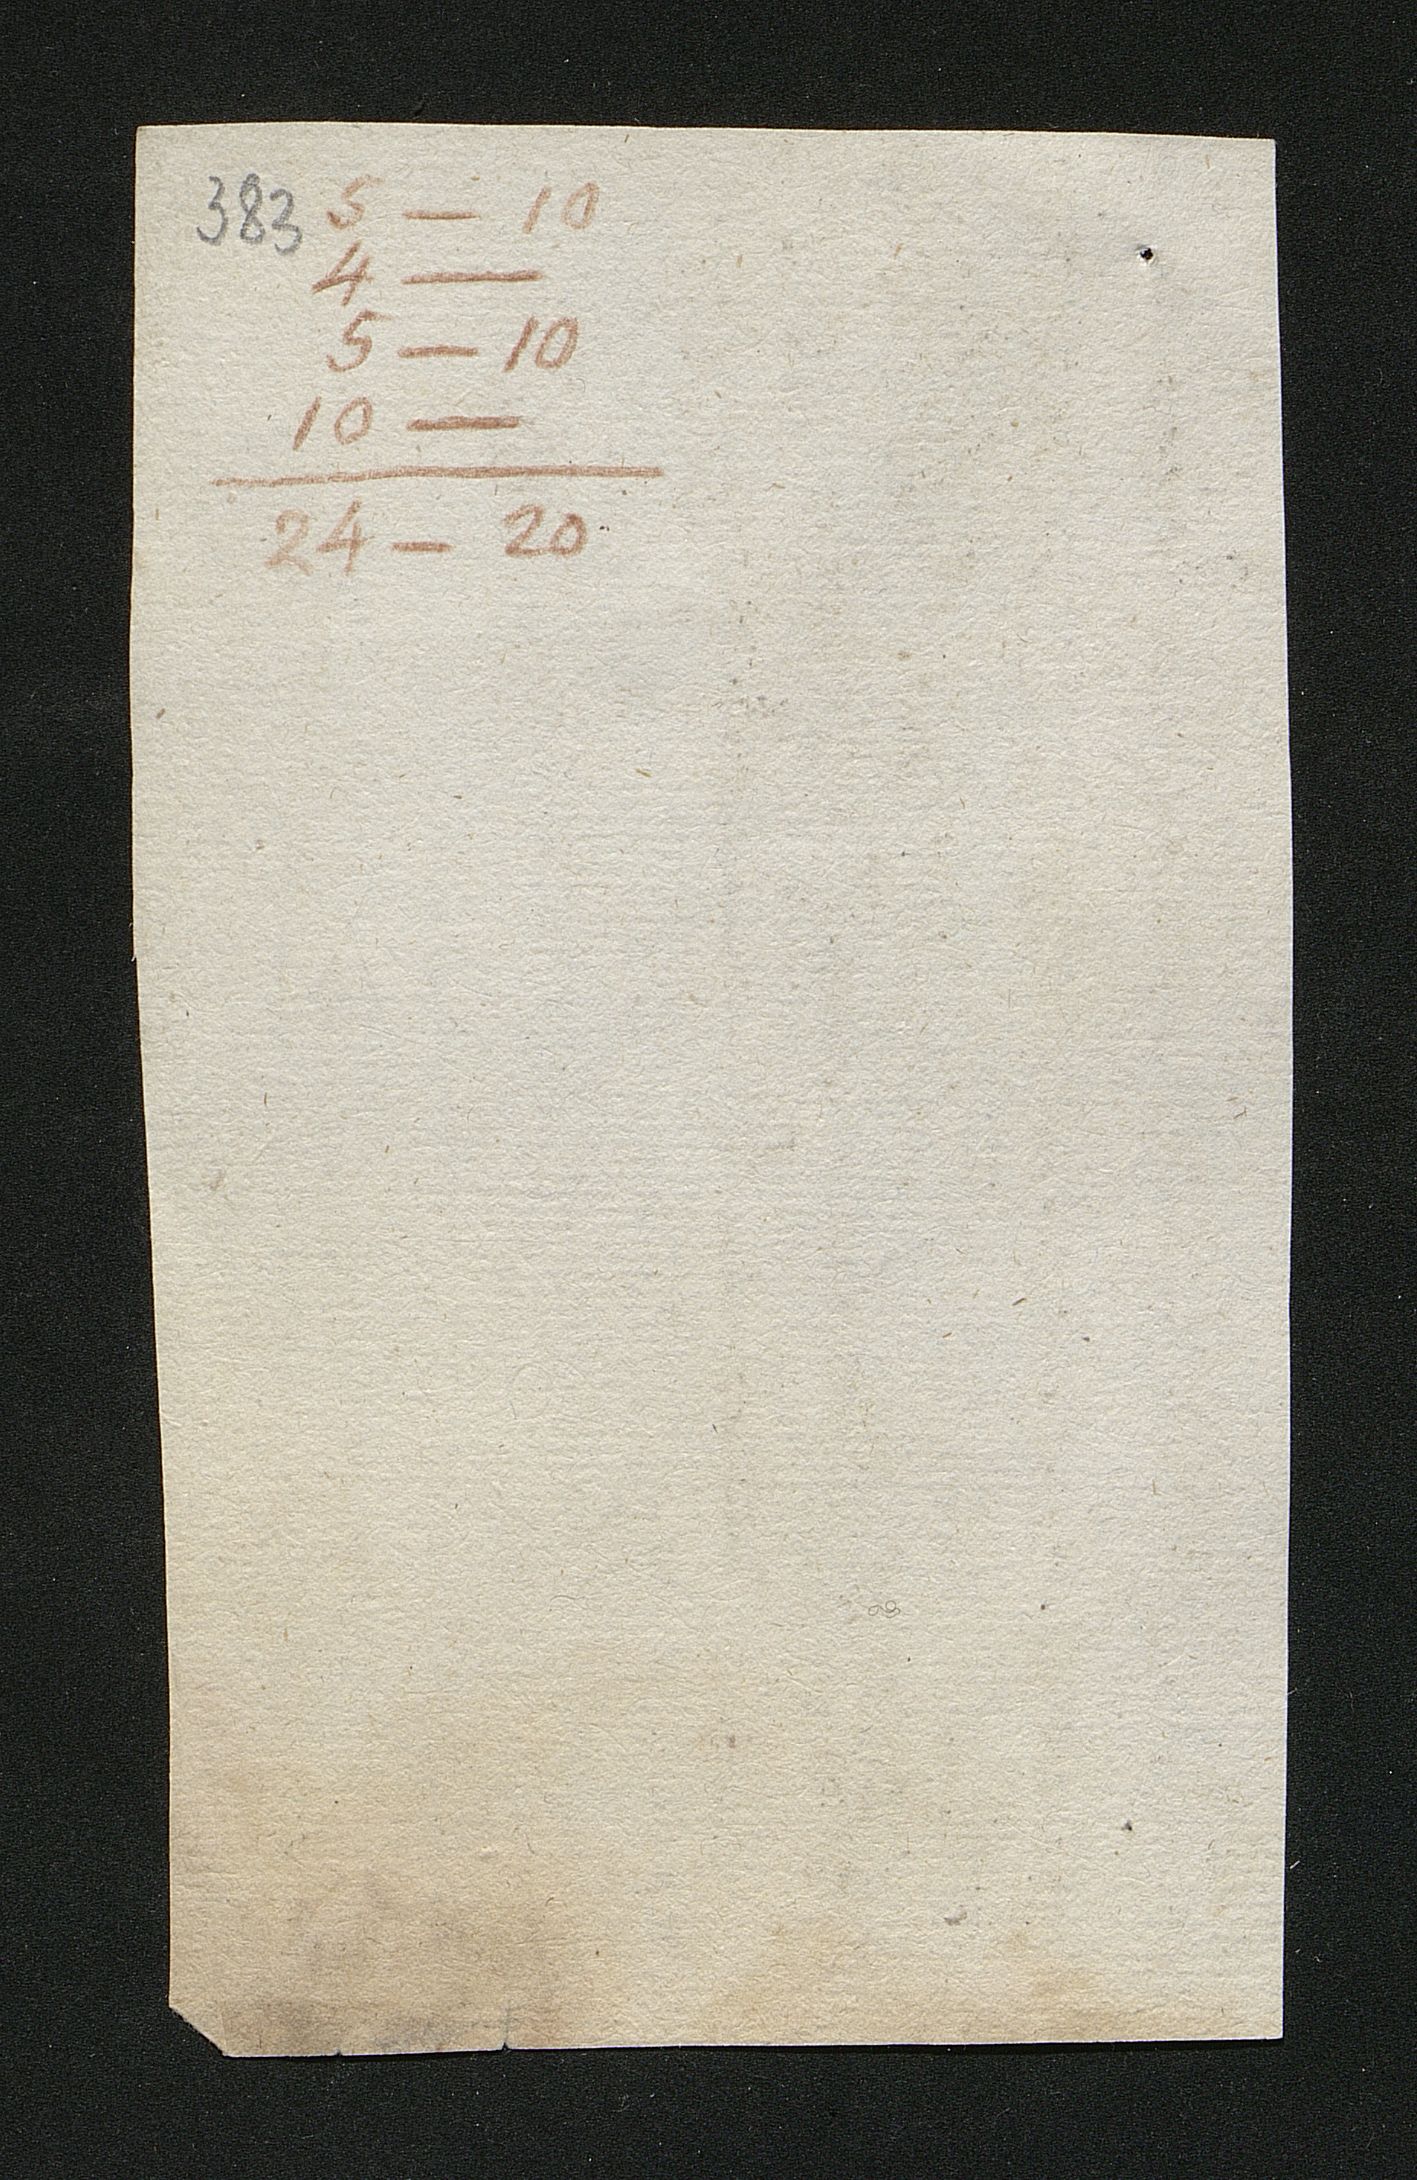 383 5 — 10
4 —
5 — 10
10 —
24 — 20